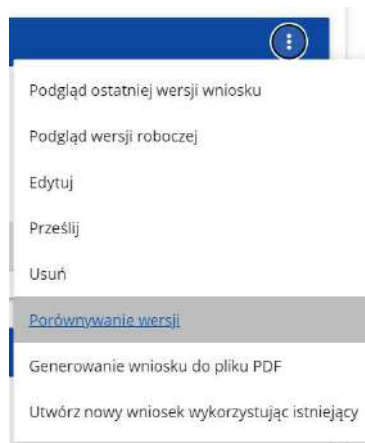 Podgląd ostatniej wersji wniosku
Podgląd wersji roboczej
Edytuj
Prześlij
Usuń
Porównywanie wersji
Generowanie wniosku do pliku PDF
Utwórz nowy wniosek wykorzystując istniejący